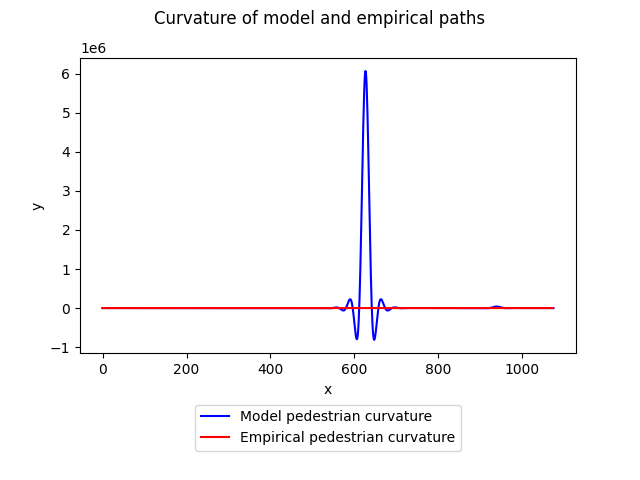 Curvature of model and empirical paths
1e6
6
5
4
3
2
1
0
−1
y
0 200 400 600 800 1000
x
Model pedestrian curvature
Empirical pedestrian curvature